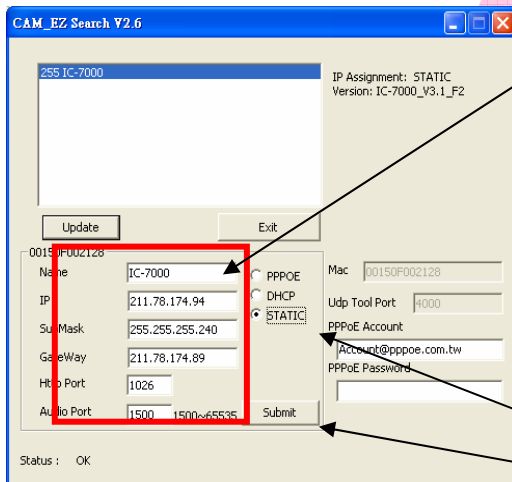 CAM_EZ Search V2.6
255 IC-7000
IP Assignment: STATIC
Version: IC-7000_V3.1_F2
Update
Exit
00150F002128
Name
IC-7000
IP
211.78.174.94
SubMask
255.255.255.240
GateWay
211.78.174.89
Http Port
1026
Audio Port
1500
1500~65535
PPPOE
DHCP
STATIC
Submit
Mac
00150F002128
Udp Tool Port
4000
PPPoE Account
Account@pppoe.com.tw
PPPoE Password
Status : OK